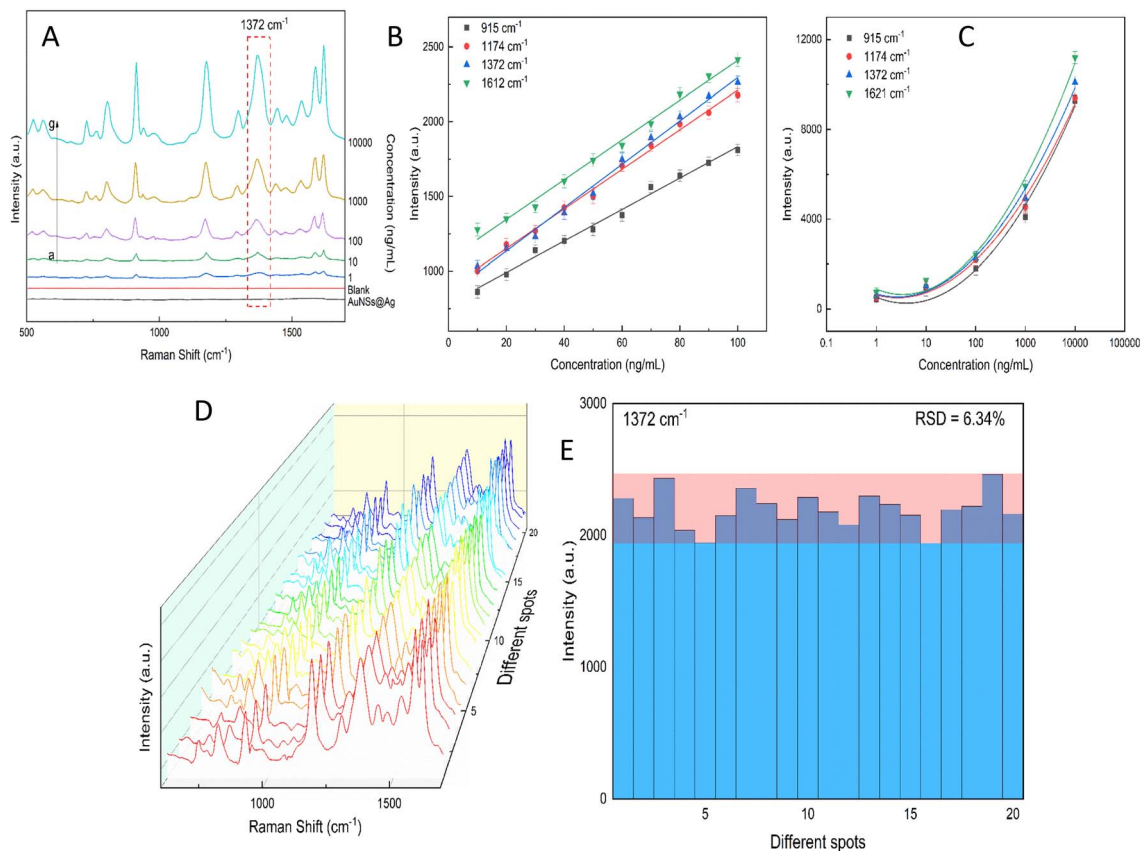 A
1372 cm⁻¹
g
a
10000
1000
100
10
1
Blank
AuNSs@Ag
Concentration (ng/mL)
Intensity (a.u.)
500
1000
1500
Raman Shift (cm⁻¹)
B
915 cm⁻¹
1174 cm⁻¹
1372 cm⁻¹
1612 cm⁻¹
2500
2000
1500
1000
Intensity (a.u.)
0
20
40
60
80
100
Concentration (ng/mL)
C
915 cm⁻¹
1174 cm⁻¹
1372 cm⁻¹
1621 cm⁻¹
12000
8000
4000
0
Intensity (a.u.)
0.1
1
10
100
1000
10000
100000
Concentration (ng/mL)
D
Intensity (a.u.)
1000
1500
Raman Shift (cm⁻¹)
5
10
15
20
Different spots
E
1372 cm⁻¹
RSD = 6.34%
3000
2000
1000
0
Intensity (a.u.)
5
10
15
20
Different spots